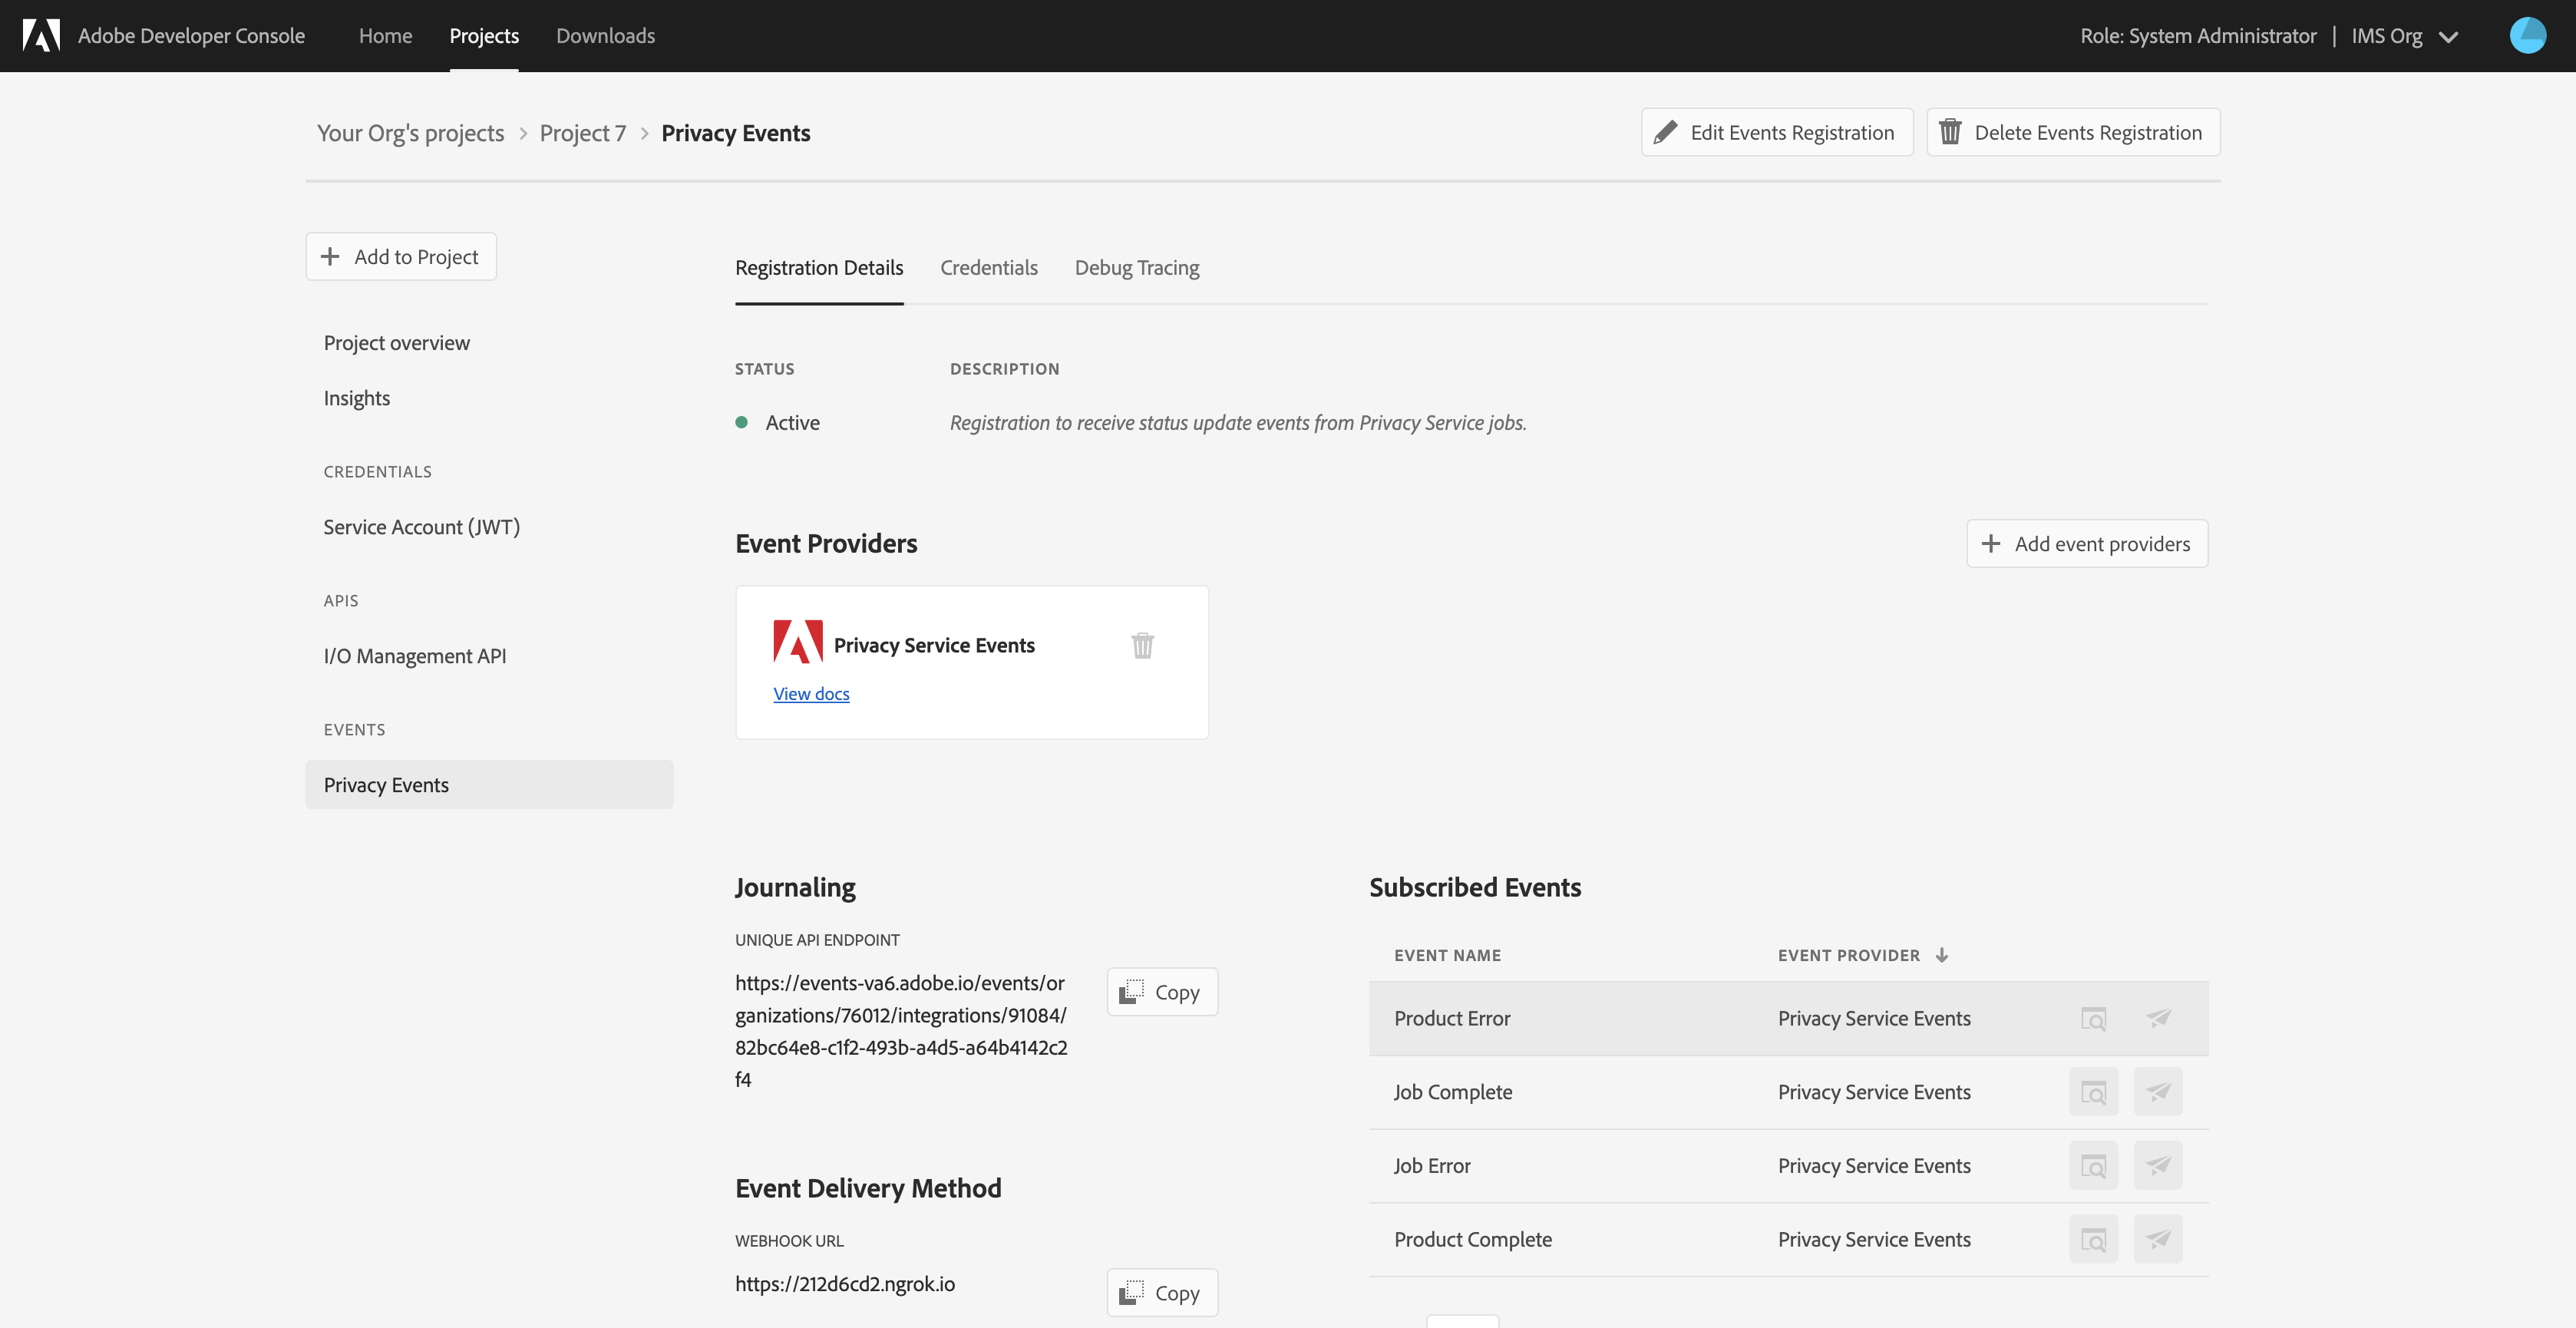 Adobe Developer Console Home Projects Downloads Role: System Administrator | IMS Org
Your Org's projects > Project 7 > Privacy Events Edit Events Registration Delete Events Registration
Add to Project
Project overview
Insights
CREDENTIALS
Service Account (JWT)
APIS
I/O Management API
EVENTS
Privacy Events
Registration Details Credentials Debug Tracing
STATUS DESCRIPTION
Active Registration to receive status update events from Privacy Service jobs.
Event Providers Add event providers
Privacy Service Events
View docs
Journaling
UNIQUE API ENDPOINT
https://events-va6.adobe.io/events/or
ganizations/76012/integrations/91084/
82bc64e8-c1f2-493b-a4d5-a64b4142c2
f4
Copy
Event Delivery Method
WEBHOOK URL
https://212d6cd2.ngrok.io
Copy
Subscribed Events
EVENT NAME EVENT PROVIDER
Product Error Privacy Service Events
Job Complete Privacy Service Events
Job Error Privacy Service Events
Product Complete Privacy Service Events